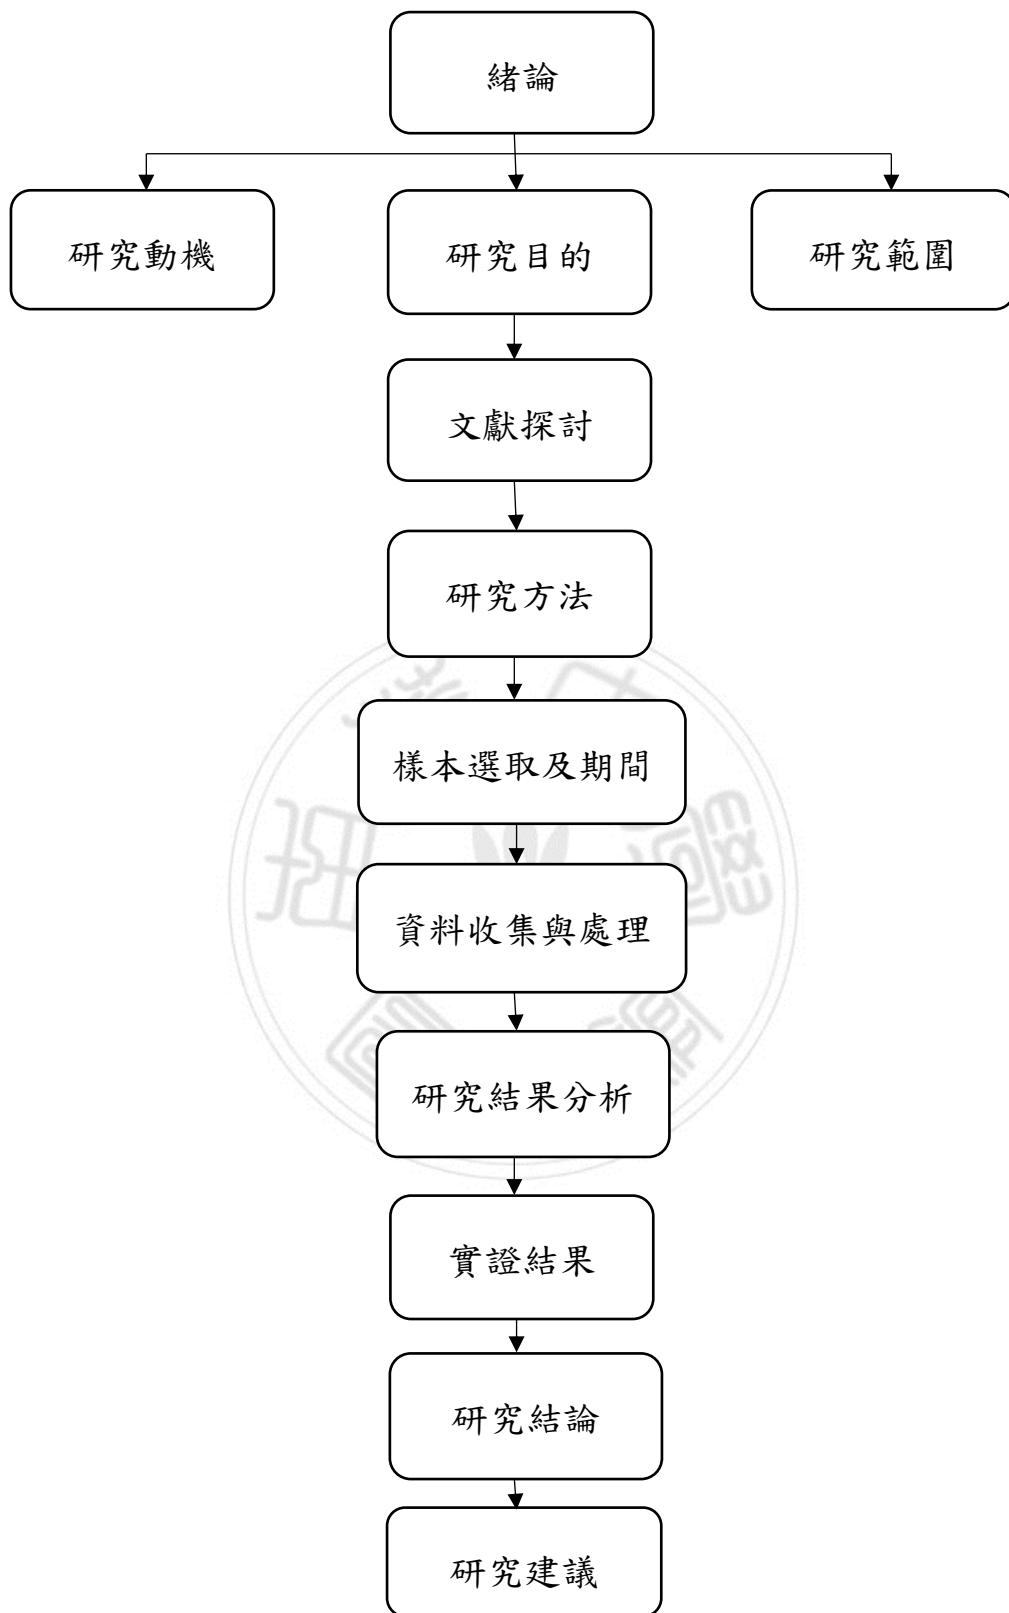 緒論
研究動機
研究目的
研究範圍
文獻探討
研究方法
樣本選取及期間
資料收集與處理
研究結果分析
實證結果
研究結論
研究建議